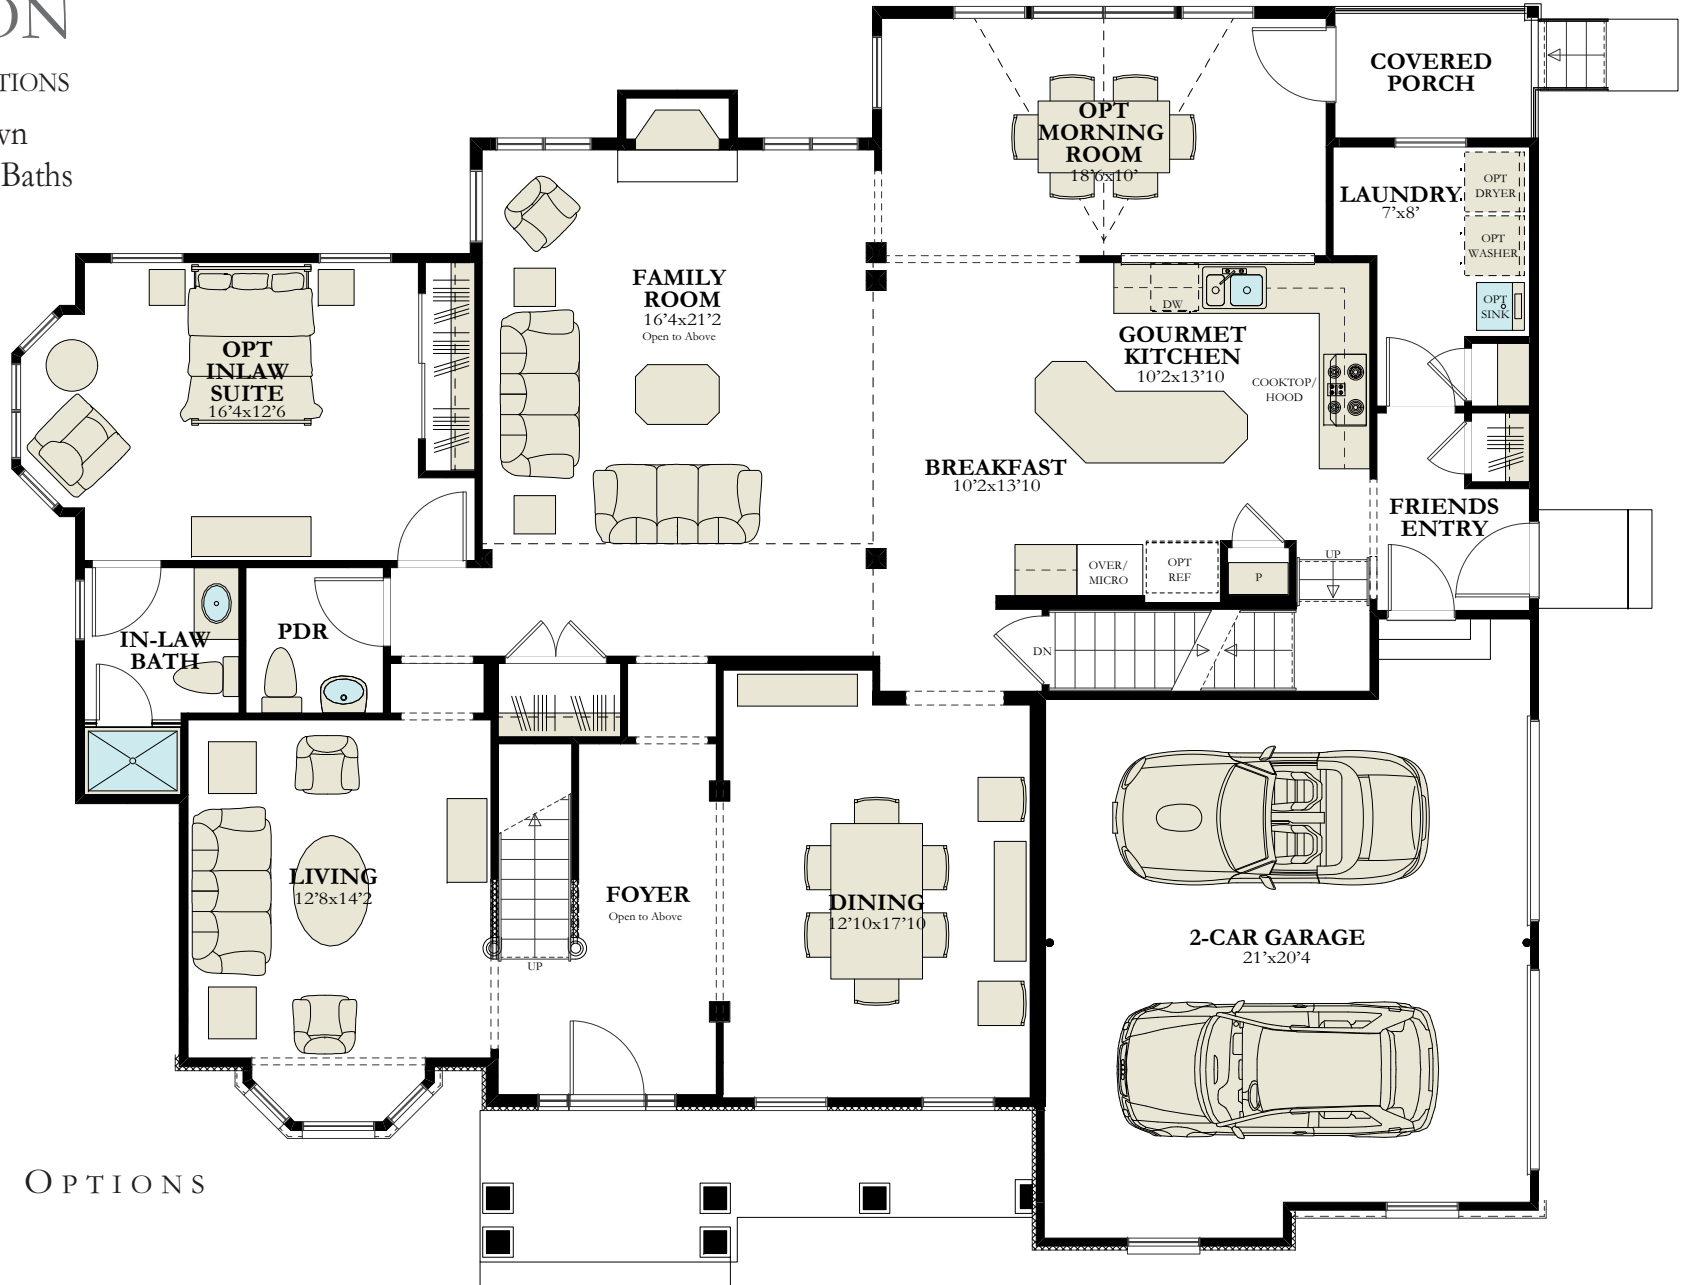 ON
TIONS
wn
Baths
COVERED
PORCH
OPT
MORNING
ROOM
18'6x10'
LAUNDRY
7'x8'
OPT
DRYER
OPT
WASHER
OPT
SINK
FAMILY
ROOM
16'4x21'2
Open to Above
DW
GOURMET
KITCHEN
10'2x13'10
COOKTOP/
HOOD
OPT
INLAW
SUITE
16'4x12'6
BREAKFAST
10'2x13'10
FRIENDS
ENTRY
OVER/
MICRO
OPT
REF
P
UP
IN-LAW
BATH
PDR
DN
LIVING
12'8x14'2
FOYER
Open to Above
UP
DINING
12'10x17'10
2-CAR GARAGE
21'x20'4
OPTIONS